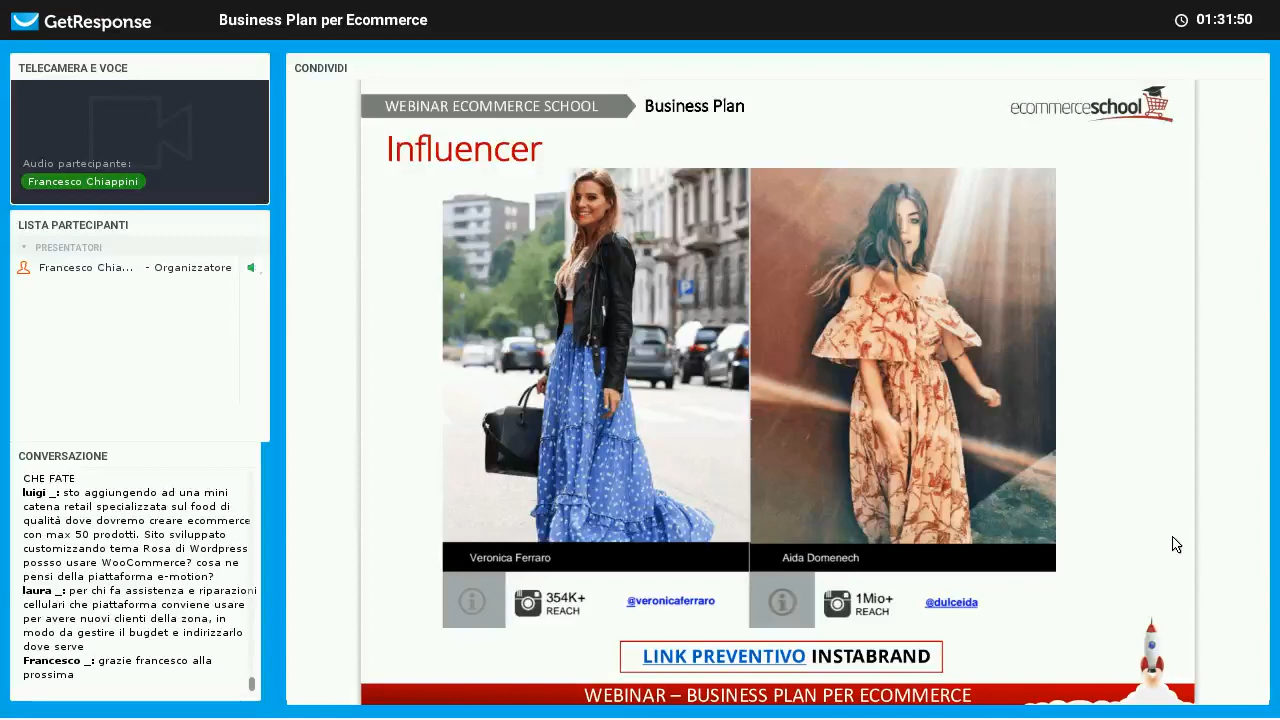 GetResponse
Business Plan per Ecommerce
01:31:50
TELECAMERA E VOCE
Audio partecipante:
Francesco Chiappini
LISTA PARTECIPANTI
PRESENTATORI
Francesco Chia... - Organizzatore
CONVERSAZIONE
CHE FATE
luigi _: sto aggiungendo ad una mini
catena retail specializzata sul food di
qualità dove dovremo creare ecommerce
con max 50 prodotti. Sito sviluppato
customizzando tema Rosa di Wordpress
possso usare WooCommerce? cosa ne
pensi della piattaforma e-motion?
laura _: per chi fa assistenza e riparazioni
cellulari che piattaforma conviene usare
per avere nuovi clienti della zona, in
modo da gestire il bugdet e indirizzarlo
dove serve
Francesco _: grazie francesco alla
prossima
CONDIVIDI
WEBINAR ECOMMERCE SCHOOL
Business Plan
ecommerceschool
Influencer
P
Veronica Ferraro
Aida Domenech
354K+
REACH
@veronicaferraro
1Mio+
REACH
@dulceida
LINK PREVENTIVO INSTABRAND
WEBINAR – BUSINESS PLAN PER ECOMMERCE